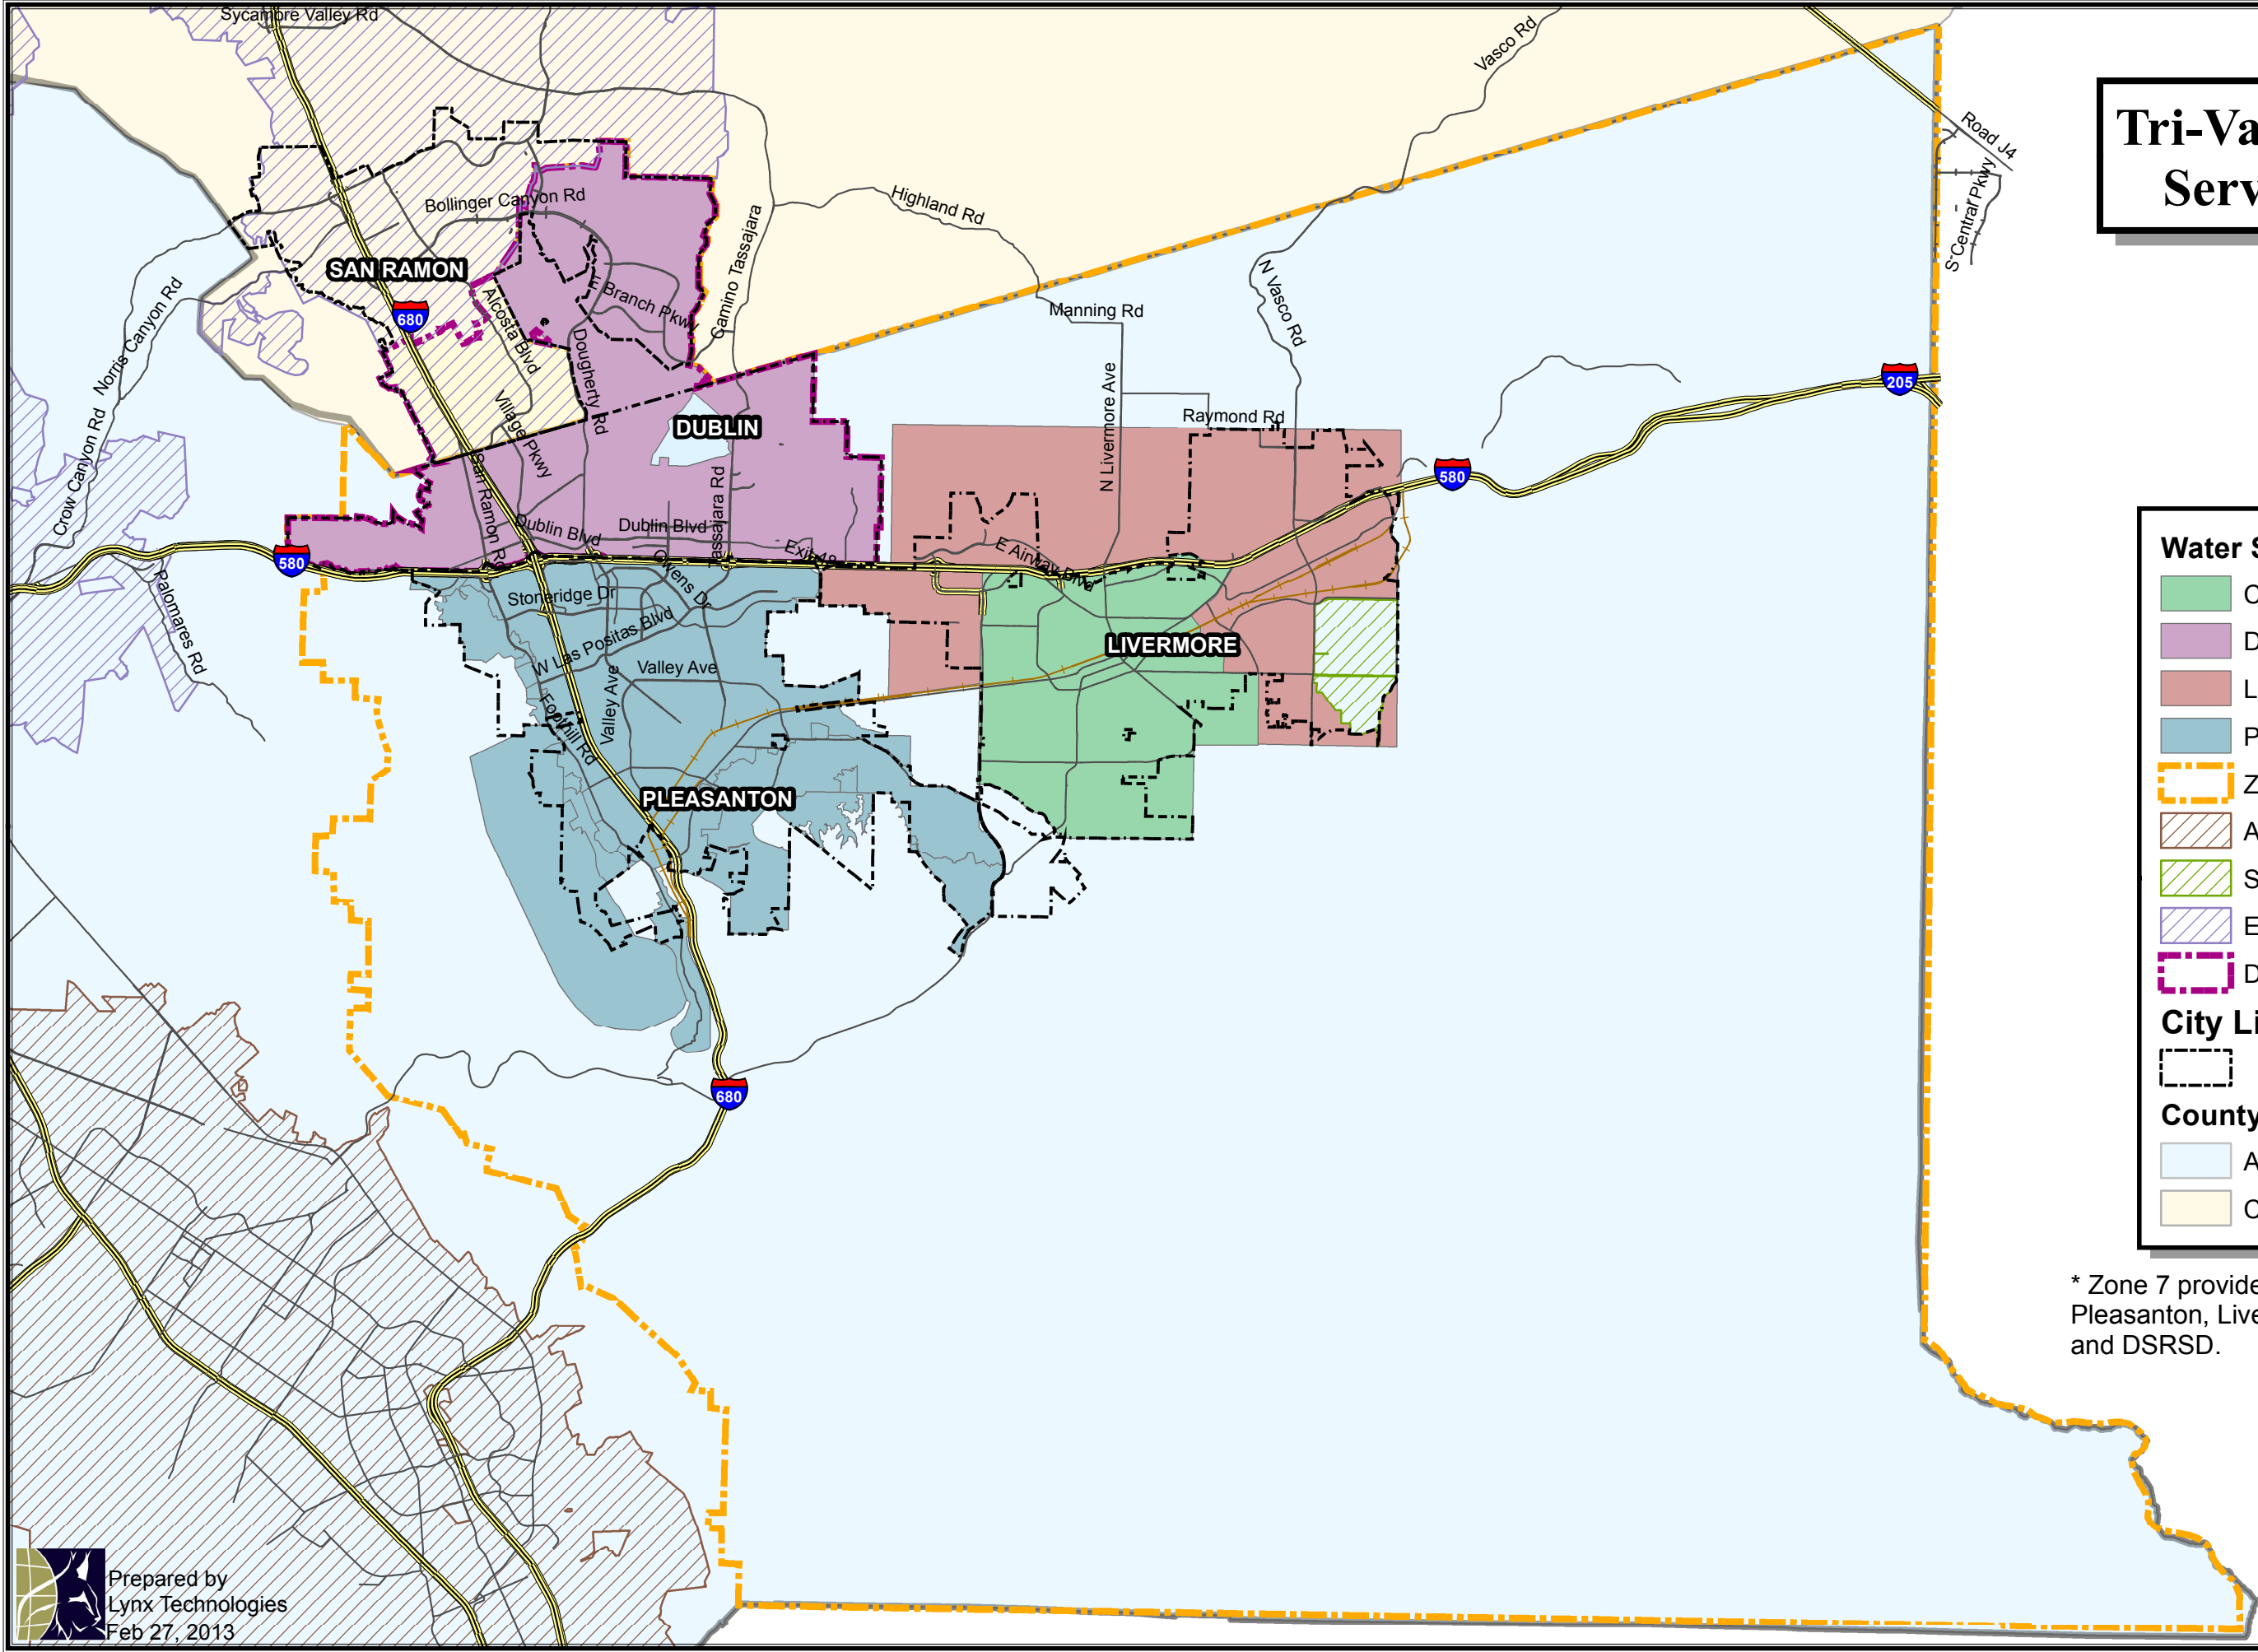 Sycamore Valley Rd
Vasco Rd
Tri-Va
Serv
Road J4
S Central Pkwy
Bollinger Canyon Rd
Highland Rd
Camino Tassajara
SAN RAMON
680
Norris Canyon Rd
Alcosta Blvd
E Branch Pkwy
Dougherty Rd
N Vasco Rd
Manning Rd
N Livermore Ave
205
Raymond Rd
Village Pkwy
DUBLIN
Crow Canyon Rd
San Ramon Rd
Tassajara Rd
580
Dublin Blvd
Dublin Blvd
Exit 48
E Airway Blvd
580
Palomares Rd
Owens Dr
Stoneridge Dr
W Las Positas Blvd
Valley Ave
Valley Ave
LIVERMORE
Foothill Rd
PLEASANTON
680
Water S
C
D
L
P
Z
A
S
E
D
City Li
County
A
C
* Zone 7 provide
Pleasanton, Live
and DSRSD.
Prepared by
Lynx Technologies
Feb 27, 2013